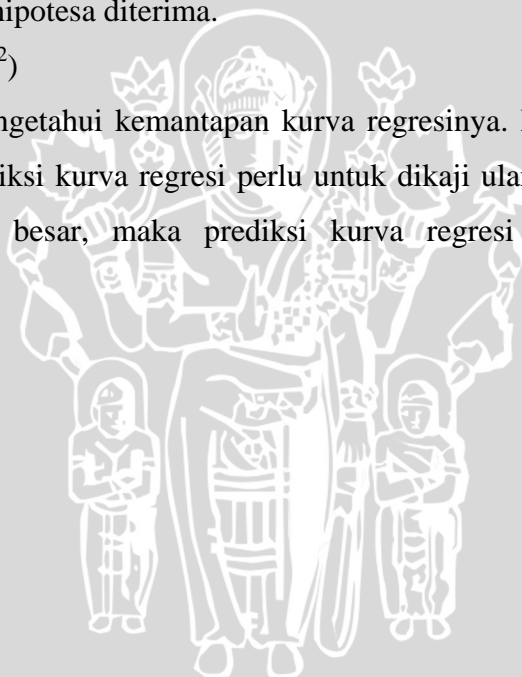 hipotesa diterima.
²)
ngetahui kemantapan kurva regresinya.
iksi kurva regresi perlu untuk dikaji ular
besar, maka prediksi kurva regresi